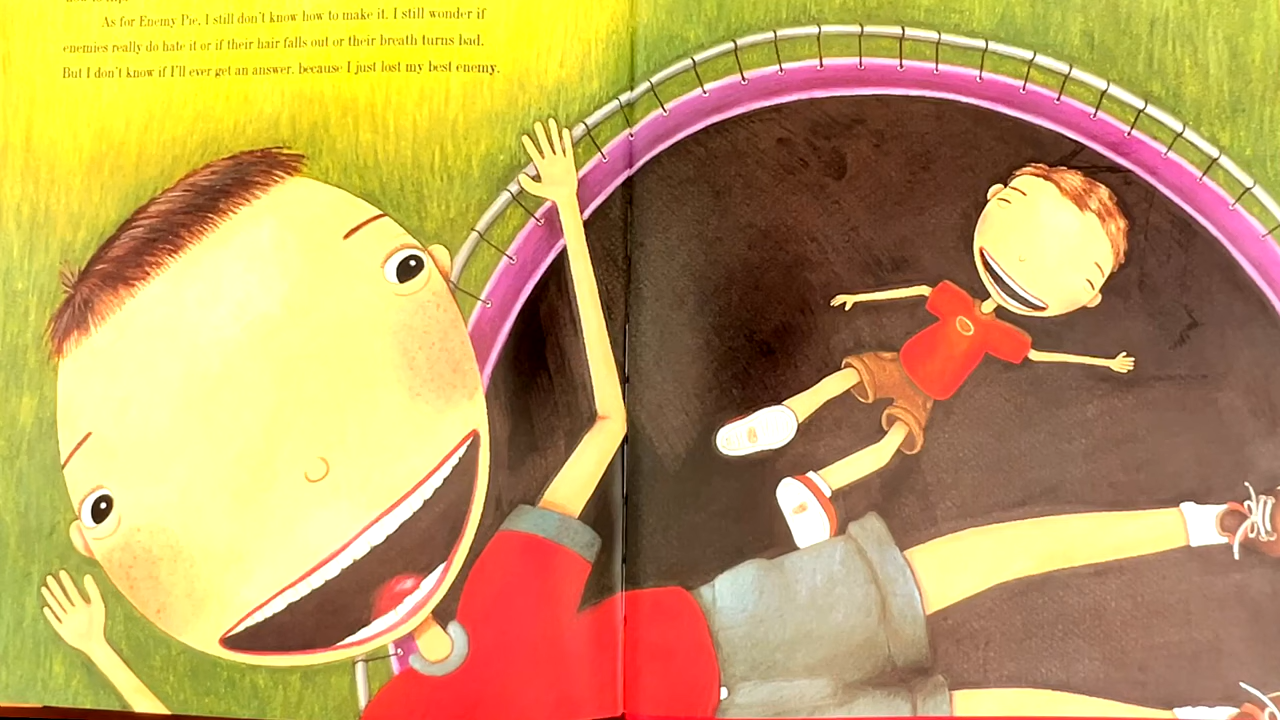 As for Enemy Pie, I still don't know how to make it. I still wonder if
enemies really do hate it or if their hair falls out or their breath turns bad.
But I don't know if I'll ever get an answer, because I just lost my best enemy.